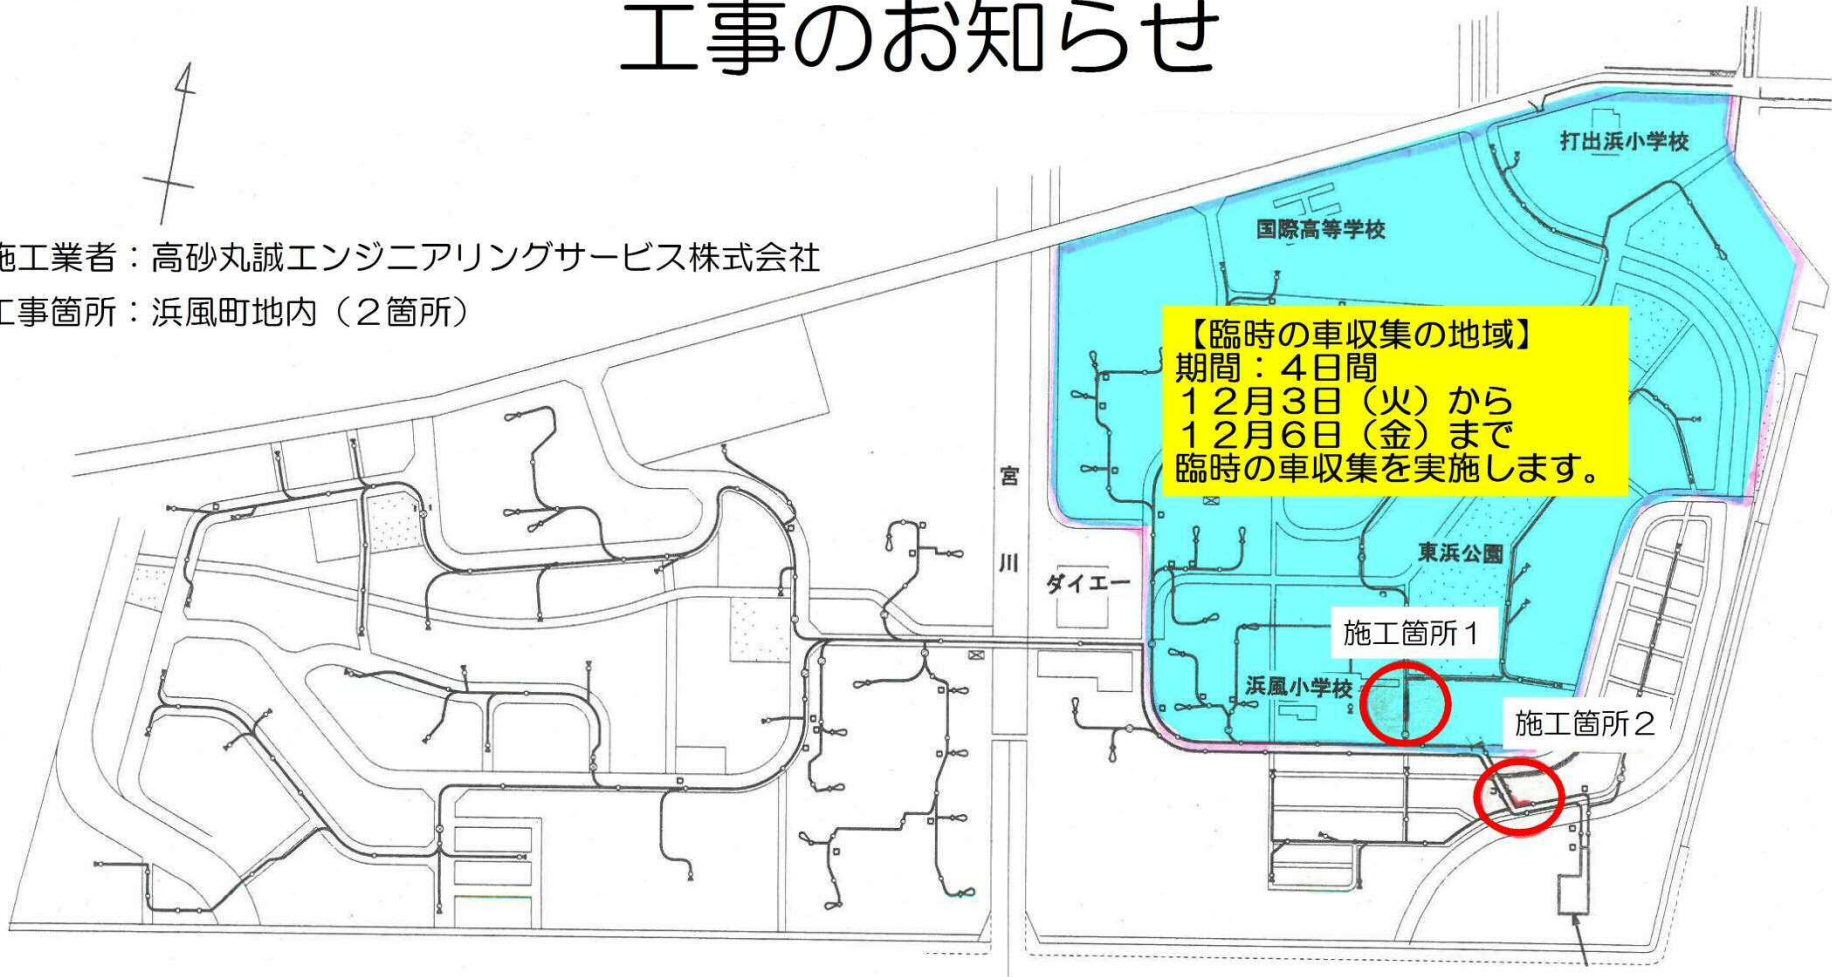 工事のお知らせ
施工業者：高砂丸誠エンジニアリングサービス株式会社
工事箇所：浜風町地内（２箇所）
打出浜小学校
国際高等学校
【臨時の車収集の地域】
期間：４日間
１２月３日（火）から
１２月６日（金）まで
臨時の車収集を実施します。
宮川
ダイエー
東浜公園
施工箇所１
浜風小学校
施工箇所２